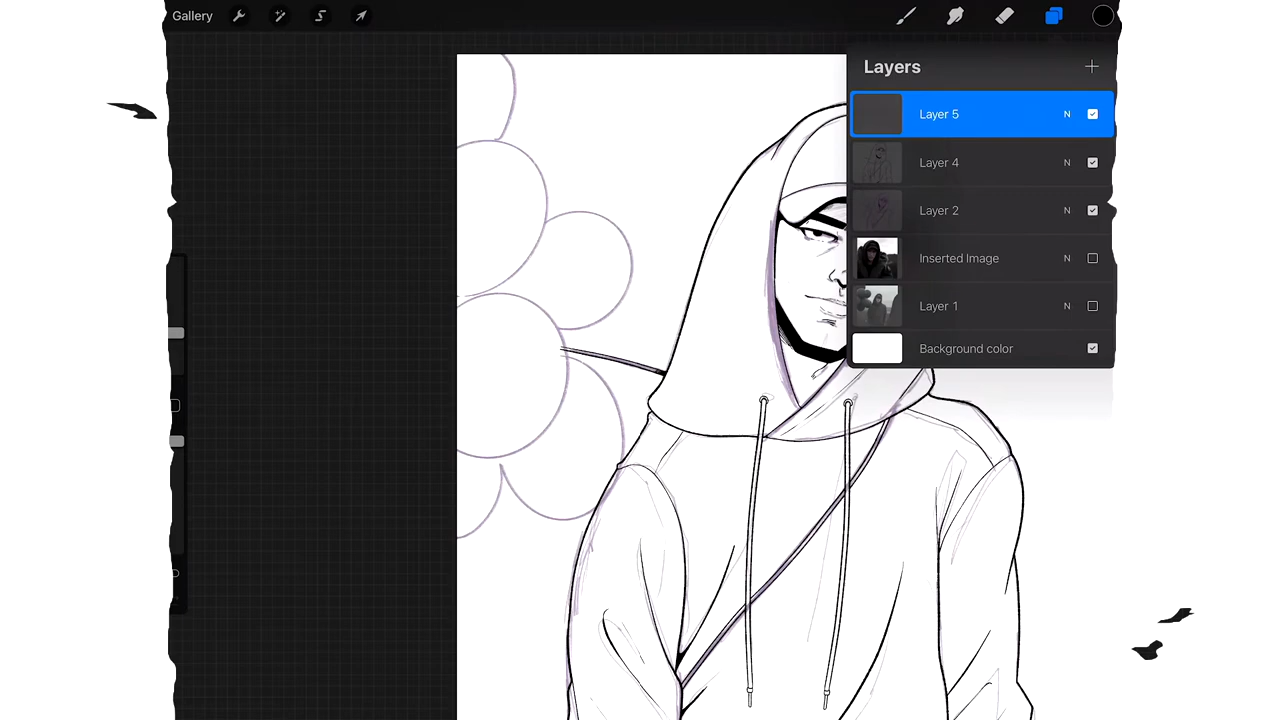 Gallery
Layers
Layer 5 N
Layer 4 N
Layer 2 N
Inserted Image N
Layer 1 N
Background color